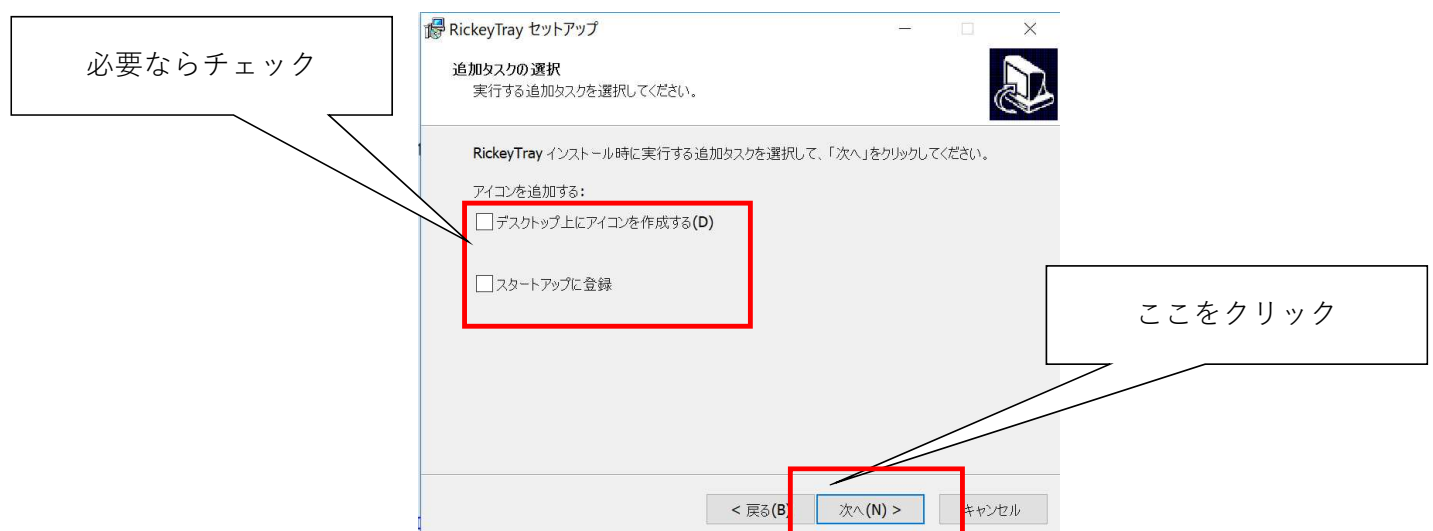 必要ならチェック
RickeyTray セットアップ
追加タスクの選択
実行する追加タスクを選択してください。
RickeyTray インストール時に実行する追加タスクを選択して、「次へ」をクリックしてください。
アイコンを追加する:
デスクトップ上にアイコンを作成する(D)
スタートアップに登録
ここをクリック
< 戻る(B)
次へ(N) >
キャンセル